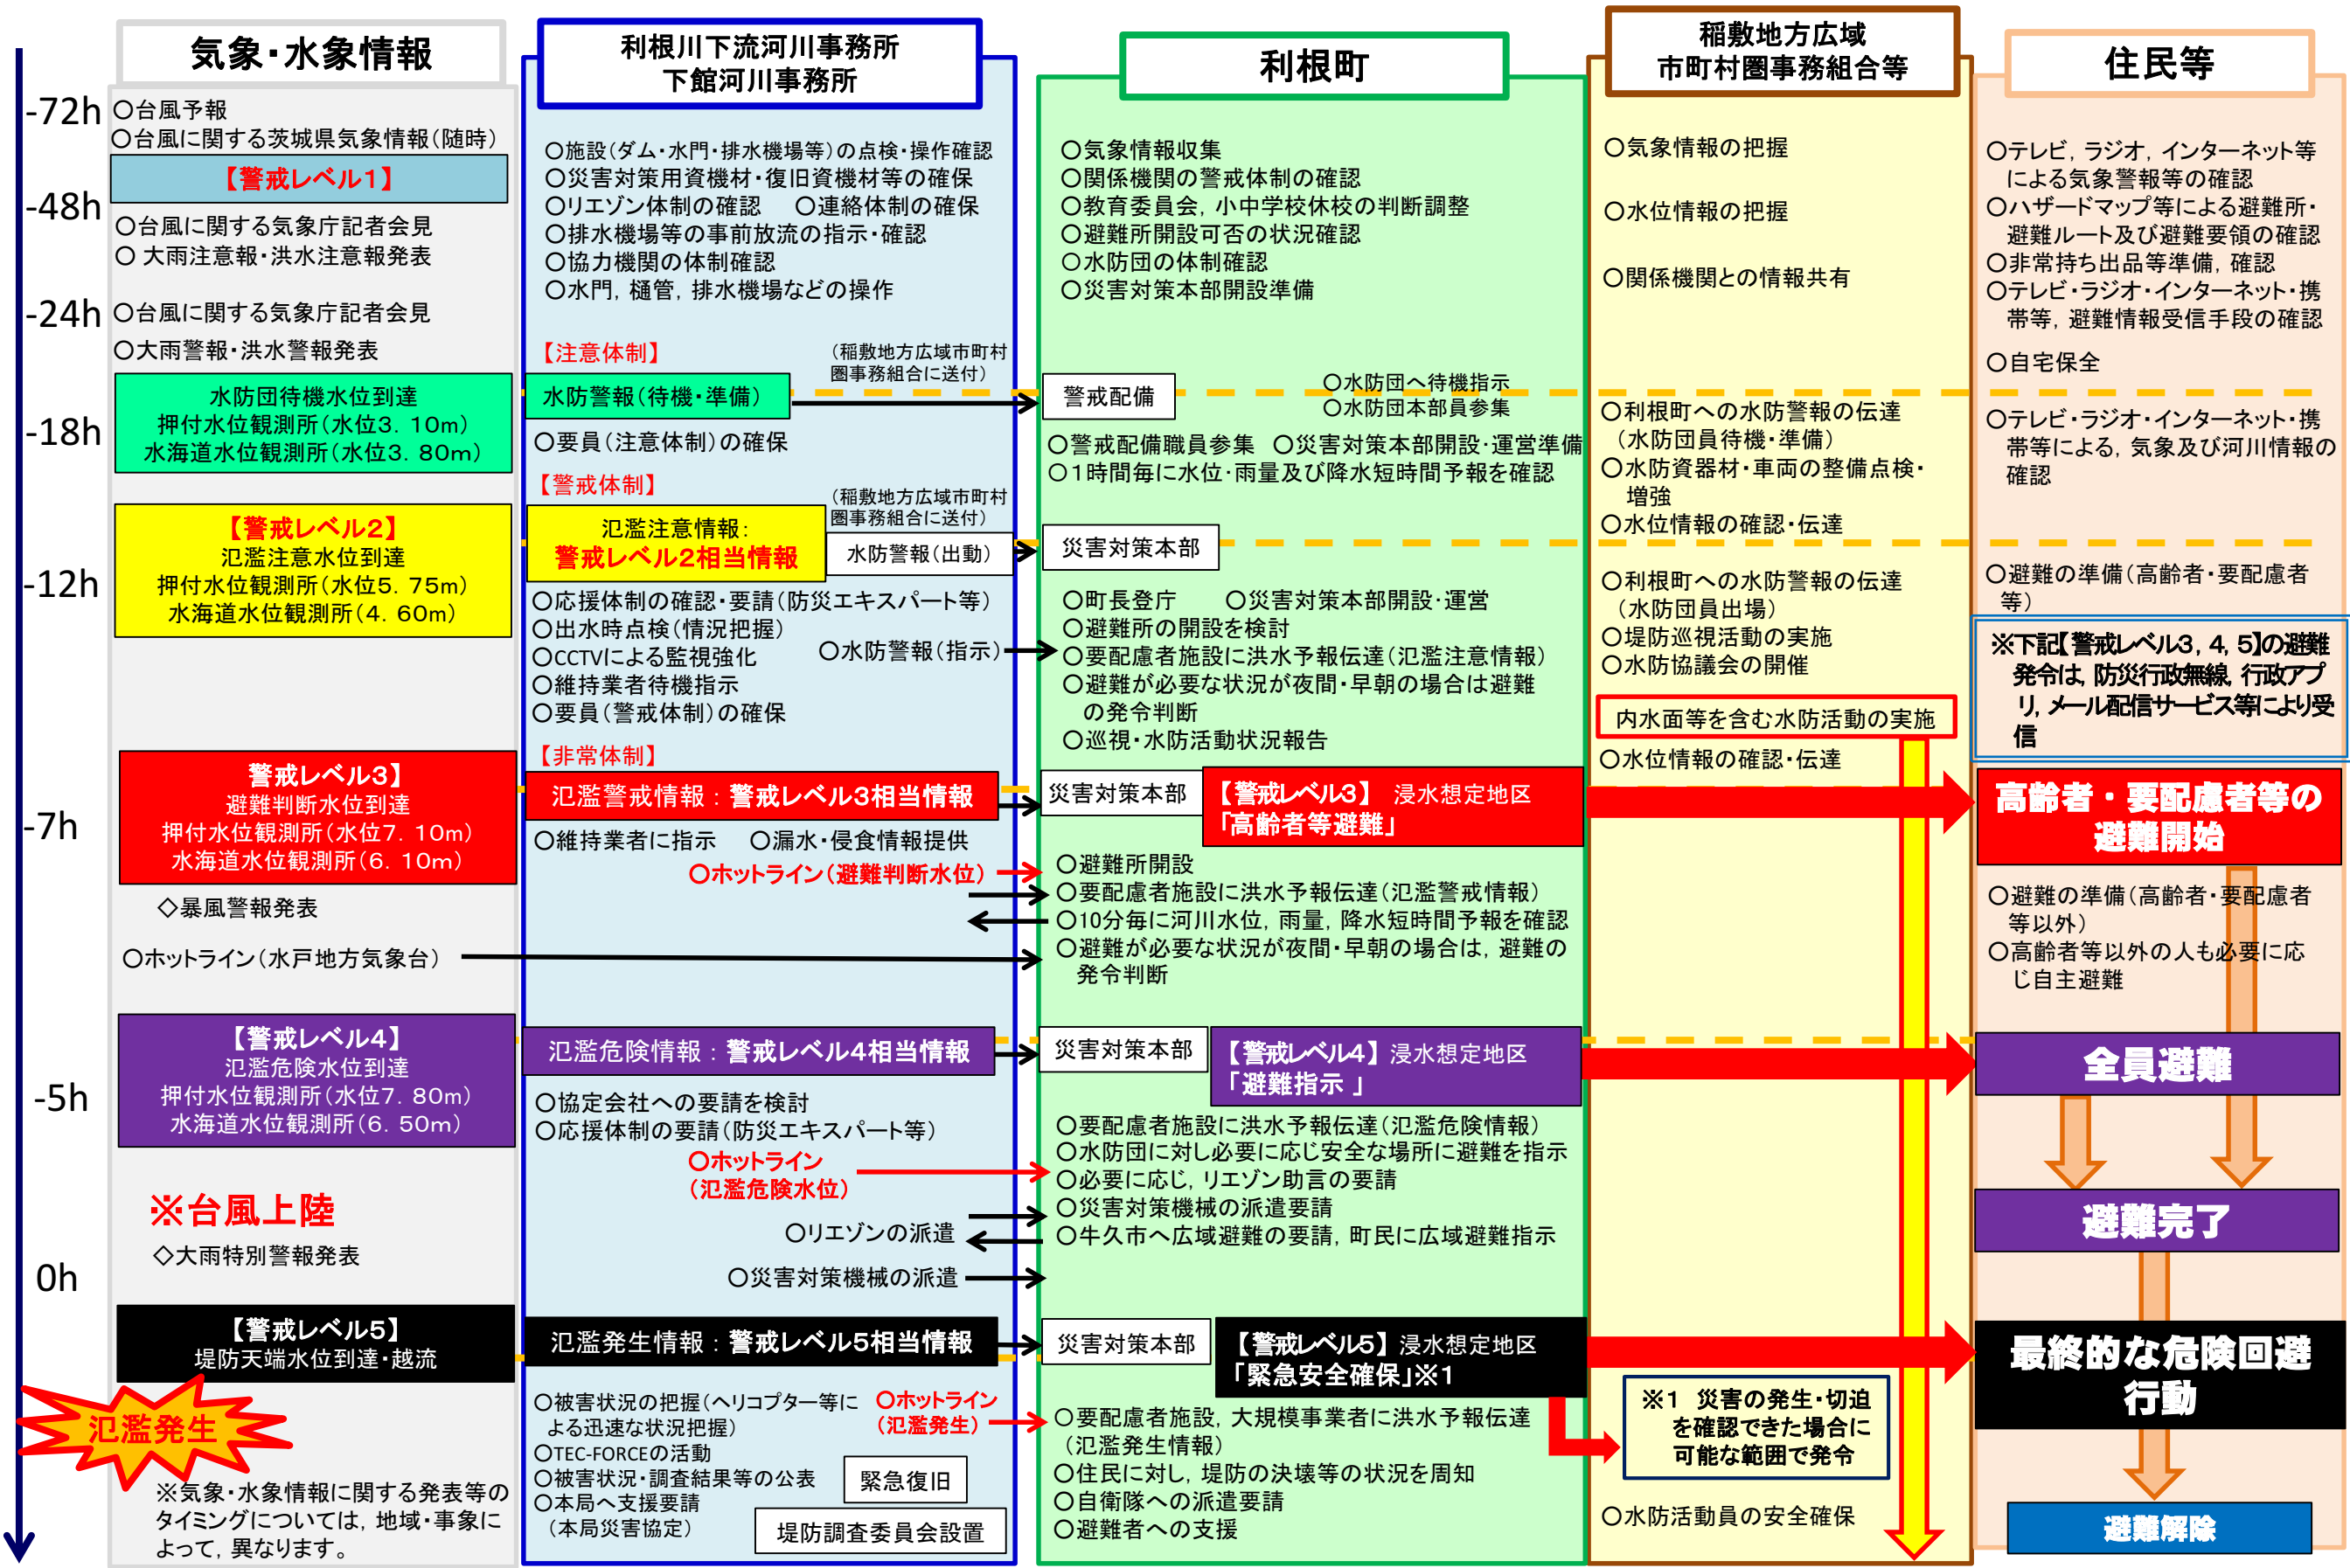 気象・水象情報
-72h
○台風予報
○台風に関する茨城県気象情報（随時）
【警戒レベル１】
-48h
○台風に関する気象庁記者会見
○ 大雨注意報・洪水注意報発表
-24h
○台風に関する気象庁記者会見
○大雨警報・洪水警報発表
水防団待機水位到達
押付水位観測所（水位３．１０ｍ）
水海道水位観測所（水位３．８０ｍ）
-18h
【警戒レベル２】
氾濫注意水位到達
押付水位観測所（水位５．７５ｍ）
水海道水位観測所（４．６０ｍ）
-12h
警戒レベル３】
避難判断水位到達
押付水位観測所（水位７．１０ｍ）
水海道水位観測所（６．１０ｍ）
-7h
◇暴風警報発表
○ホットライン（水戸地方気象台）
【警戒レベル４】
氾濫危険水位到達
押付水位観測所（水位７．８０ｍ）
水海道水位観測所（６．５０ｍ）
-5h
※台風上陸
◇大雨特別警報発表
0h
【警戒レベル５】
堤防天端水位到達・越流
氾濫発生
※気象・水象情報に関する発表等の
タイミングについては，地域・事象に
よって，異なります。
利根川下流河川事務所
下館河川事務所
○施設（ダム・水門・排水機場等）の点検・操作確認
○災害対策用資機材・復旧資機材等の確保
○リエゾン体制の確認　○連絡体制の確保
○排水機場等の事前放流の指示・確認
○協力機関の体制確認
○水門，樋管，排水機場などの操作
【注意体制】
（稲敷地方広域市町村
圏事務組合に送付）
水防警報（待機・準備）
○要員（注意体制）の確保
【警戒体制】
（稲敷地方広域市町村
圏事務組合に送付）
氾濫注意情報：
警戒レベル２相当情報
水防警報（出動）
○応援体制の確認・要請（防災エキスパート等）
○出水時点検（情況把握）
○CCTVによる監視強化
○水防警報（指示）
○維持業者待機指示
○要員（警戒体制）の確保
【非常体制】
氾濫警戒情報：警戒レベル３相当情報
○維持業者に指示　○漏水・侵食情報提供
○ホットライン（避難判断水位）
氾濫危険情報：警戒レベル４相当情報
○協定会社への要請を検討
○応援体制の要請（防災エキスパート等）
○ホットライン
（氾濫危険水位）
○リエゾンの派遣
○災害対策機械の派遣
氾濫発生情報：警戒レベル５相当情報
○被害状況の把握（ヘリコプター等に
よる迅速な状況把握）
○ホットライン
（氾濫発生）
○TEC-FORCEの活動
○被害状況・調査結果等の公表
緊急復旧
○本局へ支援要請
（本局災害協定）
堤防調査委員会設置
利根町
○気象情報収集
○関係機関の警戒体制の確認
○教育委員会，小中学校休校の判断調整
○避難所開設可否の状況確認
○水防団の体制確認
○災害対策本部開設準備
警戒配備
○水防団へ待機指示
○水防団本部員参集
○警戒配備職員参集　○災害対策本部開設・運営準備
○１時間毎に水位・雨量及び降水短時間予報を確認
災害対策本部
○町長登庁　○災害対策本部開設・運営
○避難所の開設を検討
○要配慮者施設に洪水予報伝達（氾濫注意情報）
○避難が必要な状況が夜間・早朝の場合は避難
の発令判断
○巡視・水防活動状況報告
災害対策本部
【警戒レベル３】　浸水想定地区
「高齢者等避難」
○避難所開設
○要配慮者施設に洪水予報伝達（氾濫警戒情報）
○10分毎に河川水位，雨量，降水短時間予報を確認
○避難が必要な状況が夜間・早朝の場合は，避難の
発令判断
災害対策本部
【警戒レベル４】 浸水想定地区
「避難指示 」
○要配慮者施設に洪水予報伝達（氾濫危険情報）
○水防団に対し必要に応じ安全な場所に避難を指示
○必要に応じ，リエゾン助言の要請
○災害対策機械の派遣要請
○牛久市へ広域避難の要請，町民に広域避難指示
災害対策本部
【警戒レベル５】 浸水想定地区
「緊急安全確保」※１
○要配慮者施設，大規模事業者に洪水予報伝達
（氾濫発生情報）
○住民に対し，堤防の決壊等の状況を周知
○自衛隊への派遣要請
○避難者への支援
稲敷地方広域
市町村圏事務組合等
○気象情報の把握
○水位情報の把握
○関係機関との情報共有
○利根町への水防警報の伝達
（水防団員待機・準備）
○水防資器材・車両の整備点検・
増強
○水位情報の確認・伝達
○利根町への水防警報の伝達
（水防団員出場）
○堤防巡視活動の実施
○水防協議会の開催
内水面等を含む水防活動の実施
○水位情報の確認・伝達
※１　災害の発生・切迫
を確認できた場合に
可能な範囲で発令
○水防活動員の安全確保
住民等
○テレビ，ラジオ，インターネット等
による気象警報等の確認
○ハザードマップ等による避難所・
避難ルート及び避難要領の確認
○非常持ち出品等準備，確認
○テレビ・ラジオ・インターネット・携
帯等，避難情報受信手段の確認
○自宅保全
○テレビ・ラジオ・インターネット・携
帯等による，気象及び河川情報の
確認
○避難の準備（高齢者・要配慮者
等）
※下記【警戒レベル３，４，５】の避難
発令は，防災行政無線，行政アプ
リ，メール配信サービス等により受
信
高齢者・要配慮者等の
避難開始
○避難の準備（高齢者・要配慮者
等以外）
○高齢者等以外の人も必要に応
じ自主避難
全員避難
避難完了
最終的な危険回避
行動
避難解除